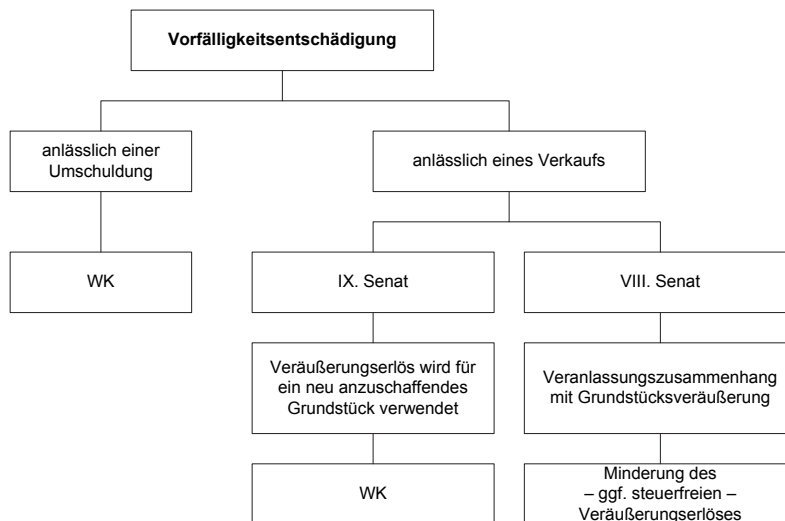 Vorfälligkeitsentschädigung
anlässlich einer
Umschuldung
anlässlich eines Verkaufs
WK
IX. Senat
VIII. Senat
Veräußerungserlös wird für
ein neu anzuschaffendes
Grundstück verwendet
Veranlassungszusammenhang
mit Grundstücksveräußerung
WK
Minderung des
– ggf. steuerfreien –
Veräußerungserlöses